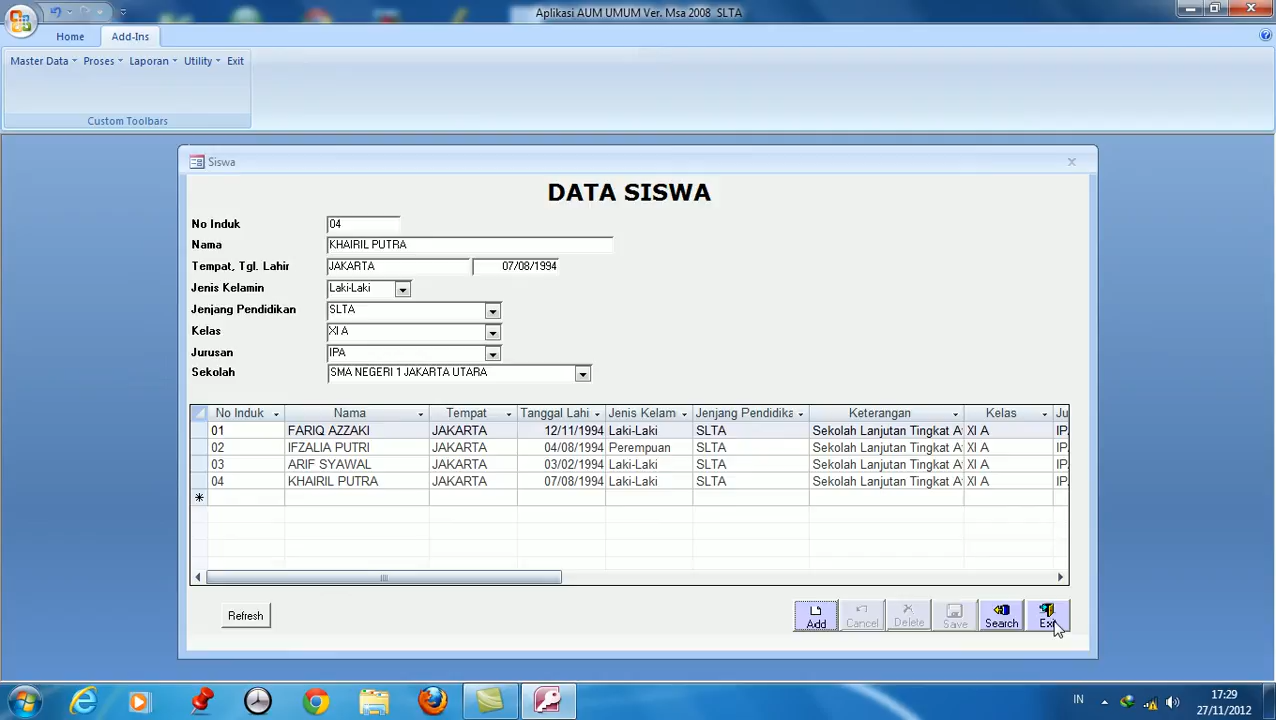 Aplikasi AUM UMUM Ver. Msa 2008 SLTA
Home Add-Ins
Master Data Proses Laporan Utility Exit
Custom Toolbars
Siswa
DATA SISWA
No Induk 04
Nama KHAIRIL PUTRA
Tempat, Tgl. Lahir JAKARTA 07/08/1994
Jenis Kelamin Laki-Laki
Jenjang Pendidikan SLTA
Kelas XI A
Jurusan IPA
Sekolah SMA NEGERI 1 JAKARTA UTARA
No Induk Nama Tempat Tanggal Lahi Jenis Kelam Jenjang Pendidika Keterangan Kelas Ju
01 FARIQ AZZAKI JAKARTA 12/11/1994 Laki-Laki SLTA Sekolah Lanjutan Tingkat A XI A IP
02 IFZALIA PUTRI JAKARTA 04/08/1994 Perempuan SLTA Sekolah Lanjutan Tingkat A XI A IP
03 ARIF SYAWAL JAKARTA 03/02/1994 Laki-Laki SLTA Sekolah Lanjutan Tingkat A XI A IP
04 KHAIRIL PUTRA JAKARTA 07/08/1994 Laki-Laki SLTA Sekolah Lanjutan Tingkat A XI A IP
Refresh Add Cancel Delete Save Search Exit
IN 17:29
27/11/2012